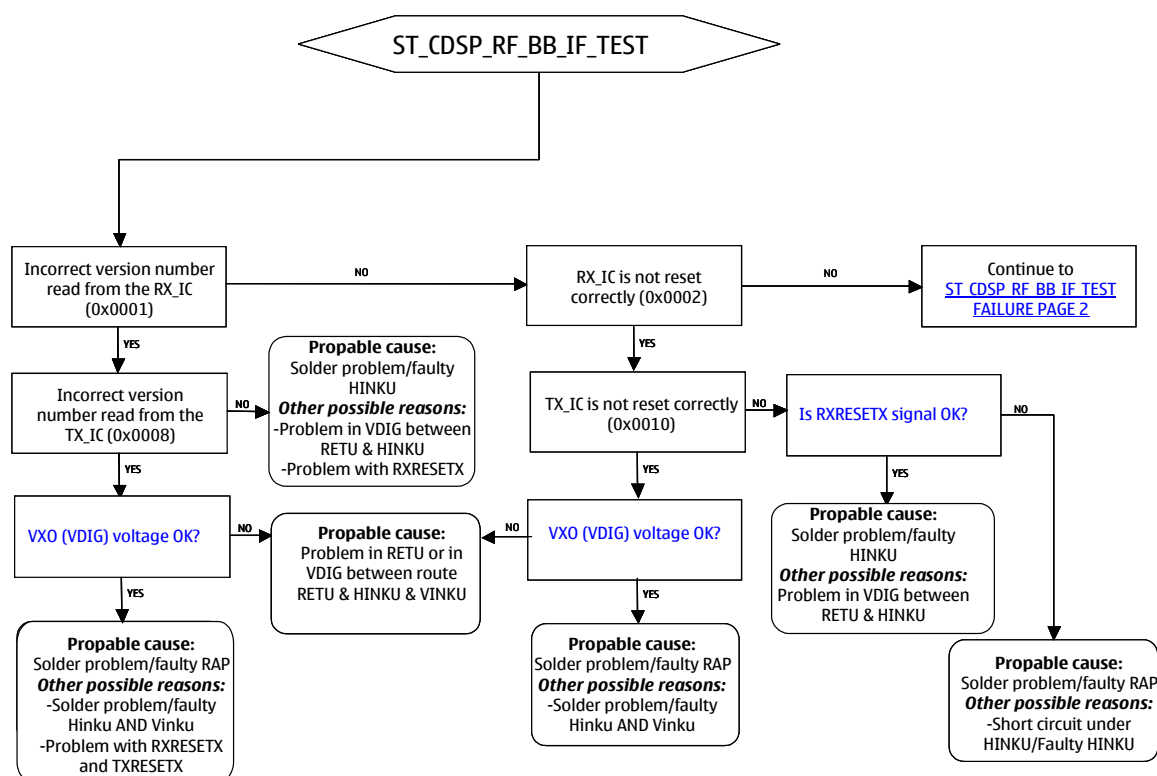 ST_CDSP_RF_BB_IF_TEST
Incorrect version number
read from the RX_IC
(0x0001)
NO
RX_IC is not reset
correctly (0x0002)
NO
Continue to
ST_CDSP_RF_BB_IF_TEST
FAILURE PAGE 2
YES
YES
Incorrect version
number read from the
TX_IC (0x0008)
NO
Propable cause:
Solder problem/faulty
HINKU
Other possible reasons:
-Problem in VDIG between
RETU & HINKU
-Problem with RXRESETX
TX_IC is not reset correctly
(0x0010)
NO
Is RXRESETX signal OK?
NO
YES
YES
YES
VXO (VDIG) voltage OK?
NO
Propable cause:
Problem in RETU or in
VDIG between route
RETU & HINKU & VINKU
NO
VXO (VDIG) voltage OK?
Propable cause:
Solder problem/faulty
HINKU
Other possible reasons:
Problem in VDIG between
RETU & HINKU
YES
YES
Propable cause:
Solder problem/faulty RAP
Other possible reasons:
-Solder problem/faulty
Hinku AND Vinku
-Problem with RXRESETX
and TXRESETX
Propable cause:
Solder problem/faulty RAP
Other possible reasons:
-Solder problem/faulty
Hinku AND Vinku
Propable cause:
Solder problem/faulty RAP
Other possible reasons:
-Short circuit under
HINKU/Faulty HINKU